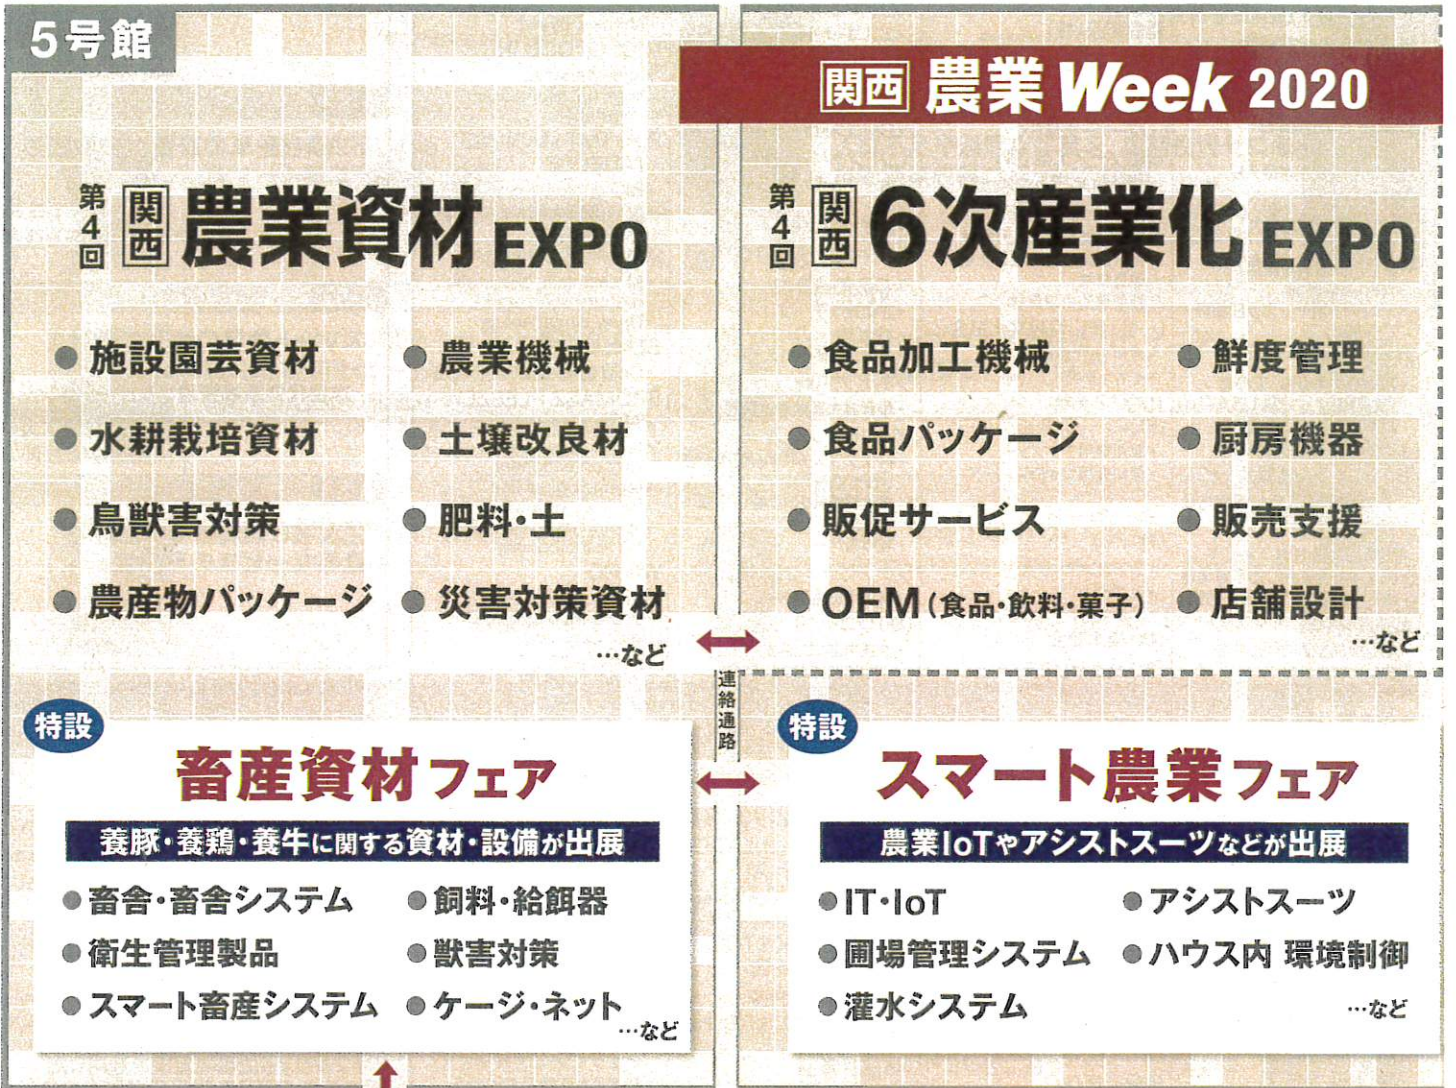 5号館
関西 農業Week 2020
第4回 関西 農業資材 EXPO
● 施設園芸資材 ● 農業機械
● 水耕栽培資材 ● 土壌改良材
● 鳥獣害対策 ● 肥料・土
● 農産物パッケージ ● 災害対策資材
…など
第4回 関西 6次産業化 EXPO
● 食品加工機械 ● 鮮度管理
● 食品パッケージ ● 厨房機器
● 販促サービス ● 販売支援
● OEM(食品・飲料・菓子) ● 店舗設計
…など
連絡通路
特設
畜産資材フェア
養豚・養鶏・養牛に関する資材・設備が出展
● 畜舎・畜舎システム ● 飼料・給餌器
● 衛生管理製品 ● 獣害対策
● スマート畜産システム ● ケージ・ネット
…など
特設
スマート農業フェア
農業IoTやアシストスーツなどが出展
● IT・IoT ● アシストスーツ
● 圃場管理システム ● ハウス内 環境制御
● 灌水システム …など